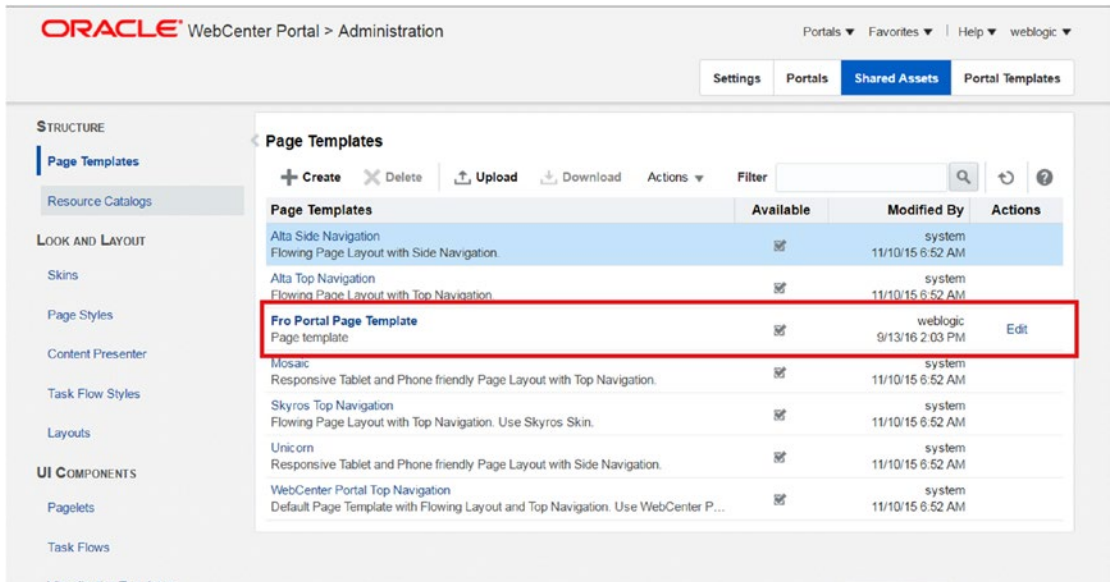 ORACLE® WebCenter Portal > Administration
Portals ▼ Favorites ▼ | Help ▼ weblogic ▼
Settings Portals Shared Assets Portal Templates
STRUCTURE
Page Templates
Resource Catalogs
LOOK AND LAYOUT
Skins
Page Styles
Content Presenter
Task Flow Styles
Layouts
UI COMPONENTS
Pagelets
Task Flows
Page Templates
Create Delete Upload Download Actions ▼ Filter
Page Templates Available Modified By Actions
Alta Side Navigation system
Flowing Page Layout with Side Navigation. 11/10/15 6:52 AM
Alta Top Navigation system
Flowing Page Layout with Top Navigation 11/10/15 6:52 AM
Fro Portal Page Template weblogic Edit
Page template 9/13/16 2:03 PM
Mosaic system
Responsive Tablet and Phone friendly Page Layout with Top Navigation. 11/10/15 6:52 AM
Skyros Top Navigation system
Flowing Page Layout with Top Navigation. Use Skyros Skin. 11/10/15 6:52 AM
Unicorn system
Responsive Tablet and Phone friendly Page Layout with Side Navigation. 11/10/15 6:52 AM
WebCenter Portal Top Navigation system
Default Page Template with Flowing Layout and Top Navigation. Use WebCenter P... 11/10/15 6:52 AM